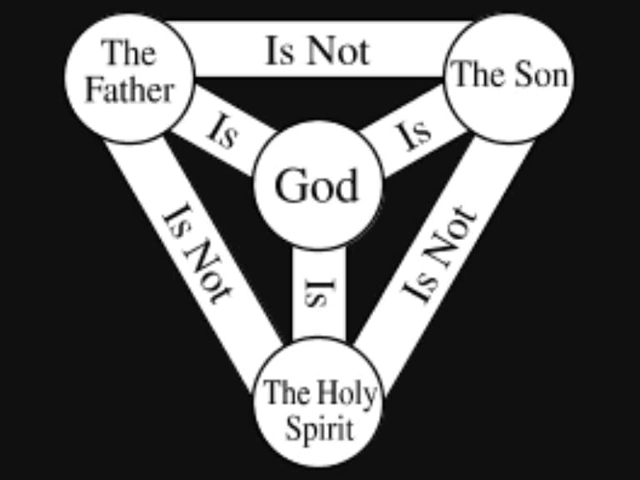 The
Father
Is Not
The Son
Is
Is
God
Is Not
Is
Is Not
The Holy
Spirit